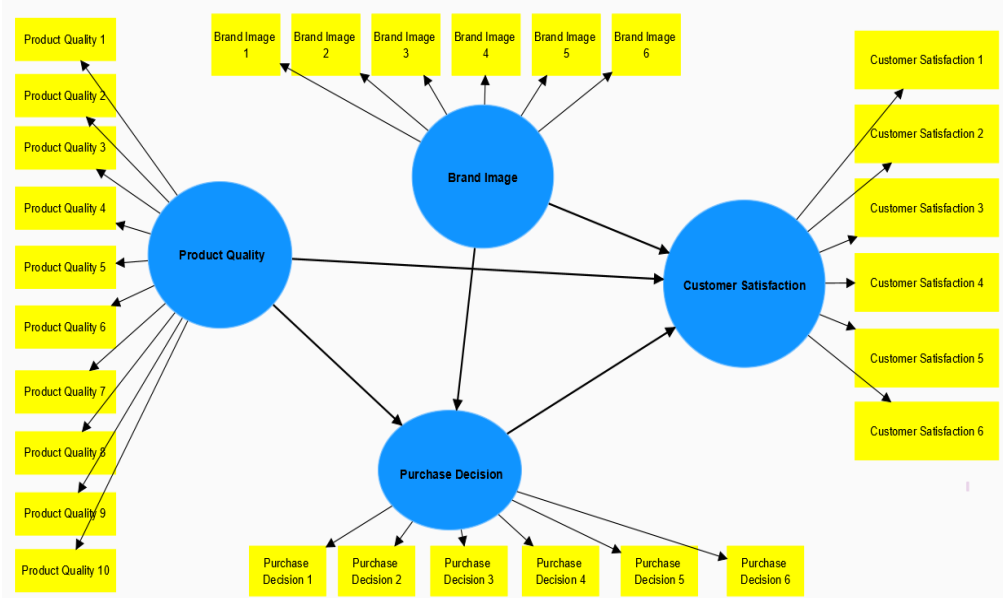 Product Quality 1
Product Quality 2
Product Quality 3
Product Quality 4
Product Quality 5
Product Quality 6
Product Quality 7
Product Quality 8
Product Quality 9
Product Quality 10
Brand Image
1
Brand Image
2
Brand Image
3
Brand Image
4
Brand Image
5
Brand Image
6
Brand Image
Product Quality
Customer Satisfaction
Purchase Decision
Customer Satisfaction 1
Customer Satisfaction 2
Customer Satisfaction 3
Customer Satisfaction 4
Customer Satisfaction 5
Customer Satisfaction 6
Purchase
Decision 1
Purchase
Decision 2
Purchase
Decision 3
Purchase
Decision 4
Purchase
Decision 5
Purchase
Decision 6